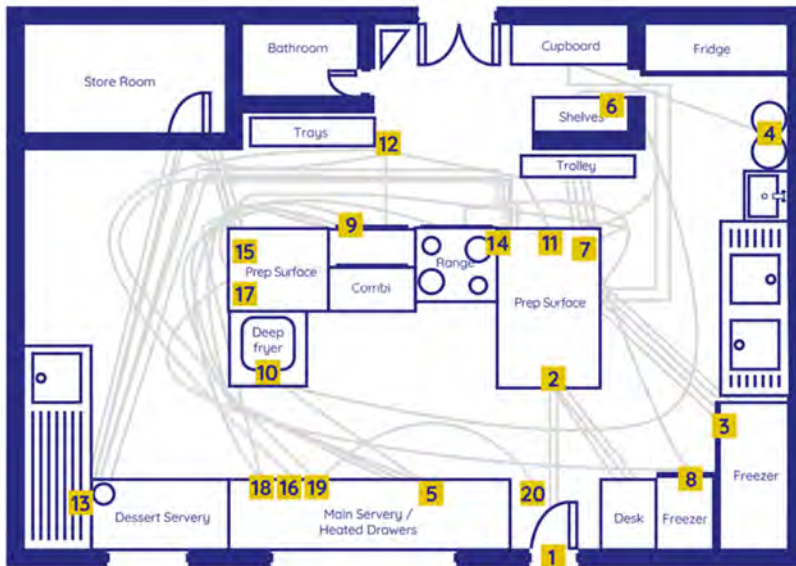 Bathroom
Cupboard
Fridge
Store Room
6
Shelves
4
Trays
12
Trolley
9
14
11
7
15
Range
Prep Surface
17
Combi
Prep Surface
Deep
fryer
10
2
3
Freezer
8
18
16
19
5
20
13
Dessert Servery
Main Servery /
Heated Drawers
Desk
Freezer
1